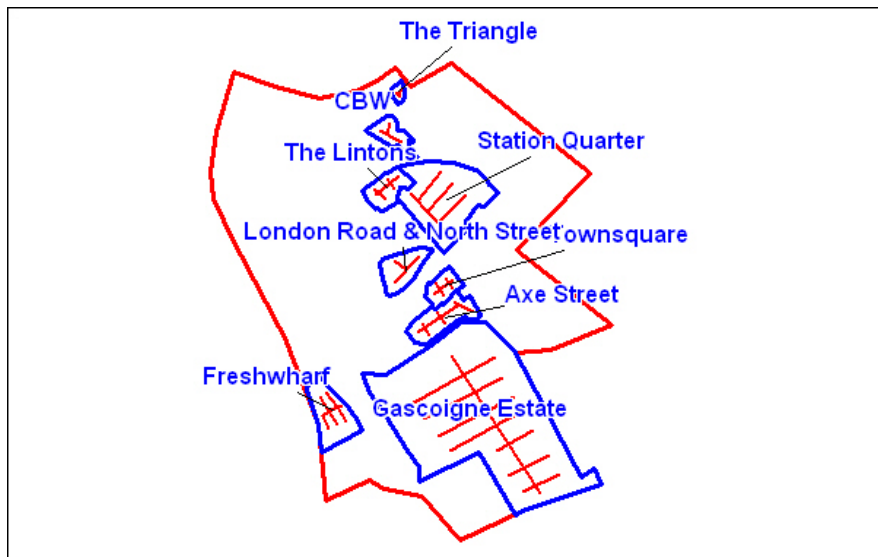 The Triangle
CBW
Station Quarter
The Lintons
London Road & North Street
Townsquare
Axe Street
Freshwharf
Gascoigne Estate